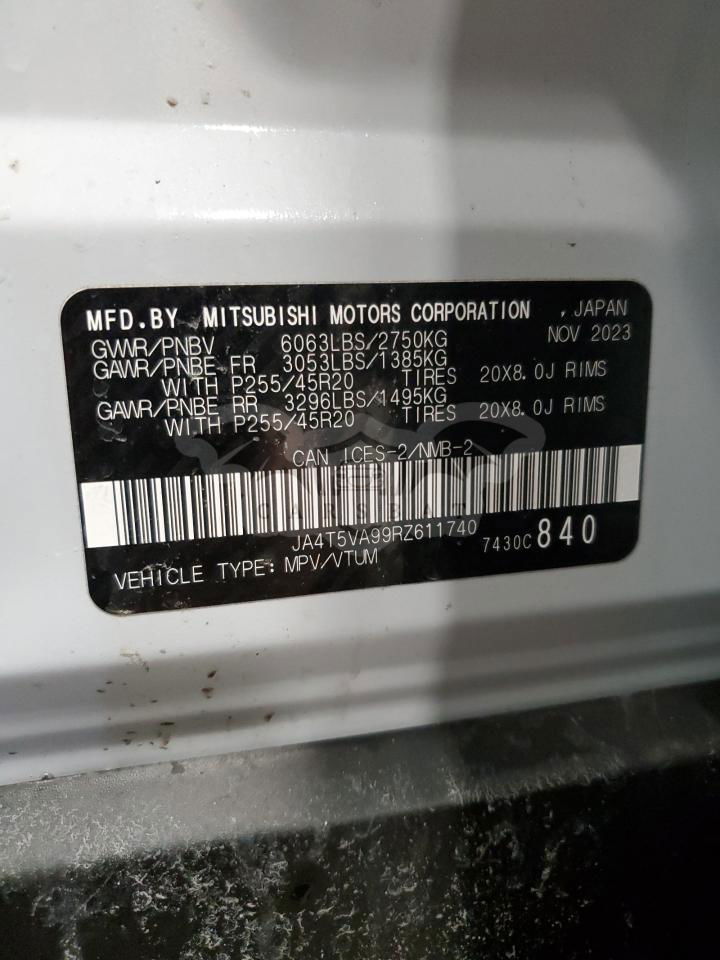 MFD.BY MITSUBISHI MOTORS CORPORATION , JAPAN
GVWR/PNBV 6063LBS/2750KG NOV 2023
GAWR/PNBE FR 3053LBS/1385KG
WITH P255/45R20 TIRES 20X8.0J RIMS
GAWR/PNBE RR 3296LBS/1495KG
WITH P255/45R20 TIRES 20X8.0J RIMS
CAN ICES-2/NMB-2
JA4T5VA99RZ611740 7430C 840
VEHICLE TYPE: MPV/VTUM